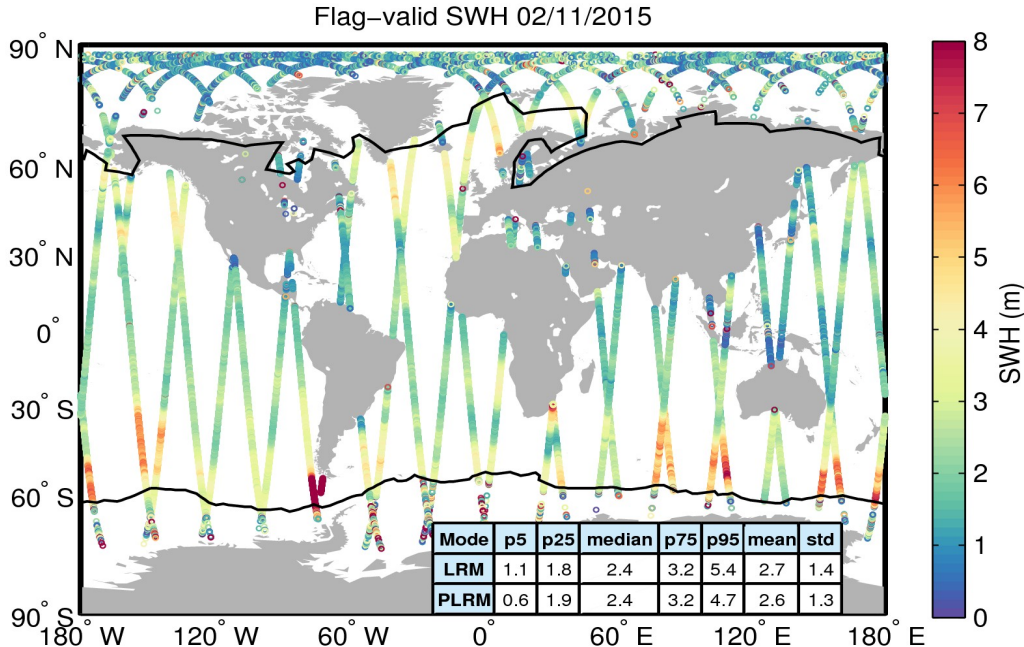 Flag−valid SWH 02/11/2015
90° N
60° N
30° N
0°
30° S
60° S
90° S
180° W
120° W
60° W
0°
60° E
120° E
180° E
Mode p5 p25 median p75 p95 mean std
LRM 1.1 1.8 2.4 3.2 5.4 2.7 1.4
PLRM 0.6 1.9 2.4 3.2 4.7 2.6 1.3
8
7
6
5
4
3
2
1
0
SWH (m)